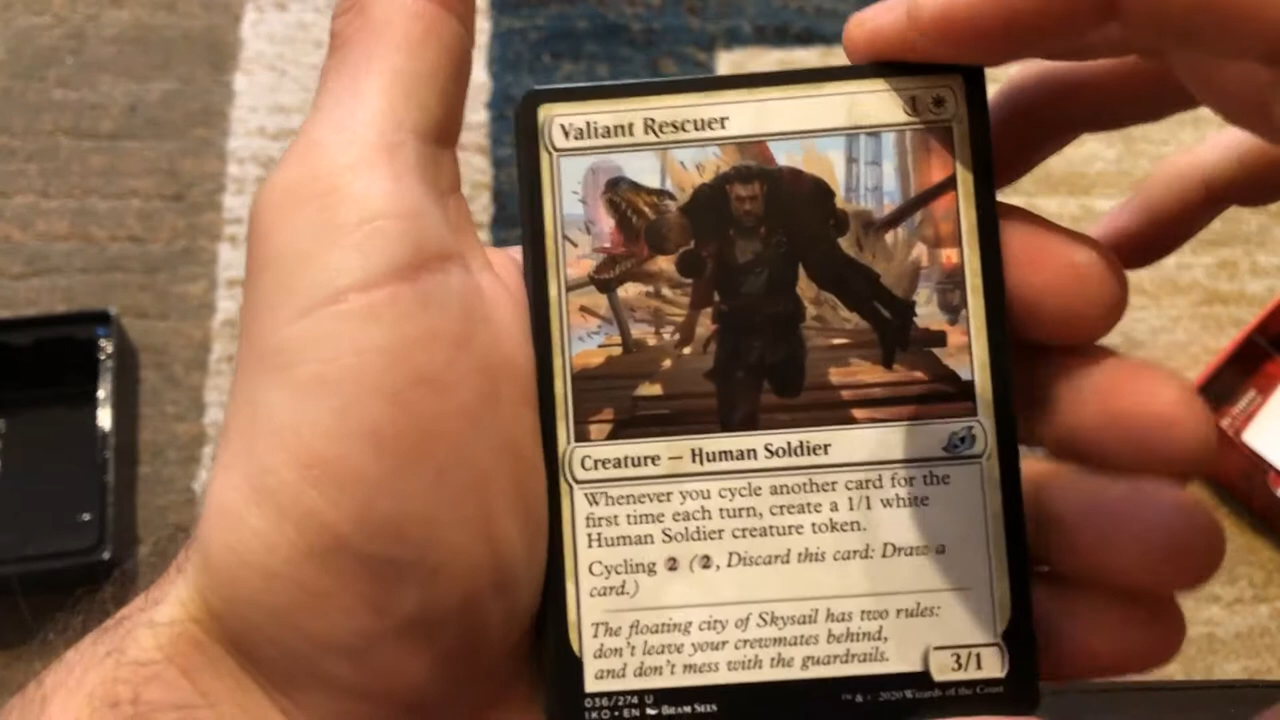 Valiant Rescuer 1
Creature — Human Soldier
Whenever you cycle another card for the
first time each turn, create a 1/1 white
Human Soldier creature token.
Cycling 2 (2, Discard this card: Draw a
card.)
The floating city of Skysail has two rules:
don't leave your crewmates behind,
and don't mess with the guardrails.
3/1
036/274 U
IKO • EN BRAM SELS
™ & © 2020 Wizards of the Coast